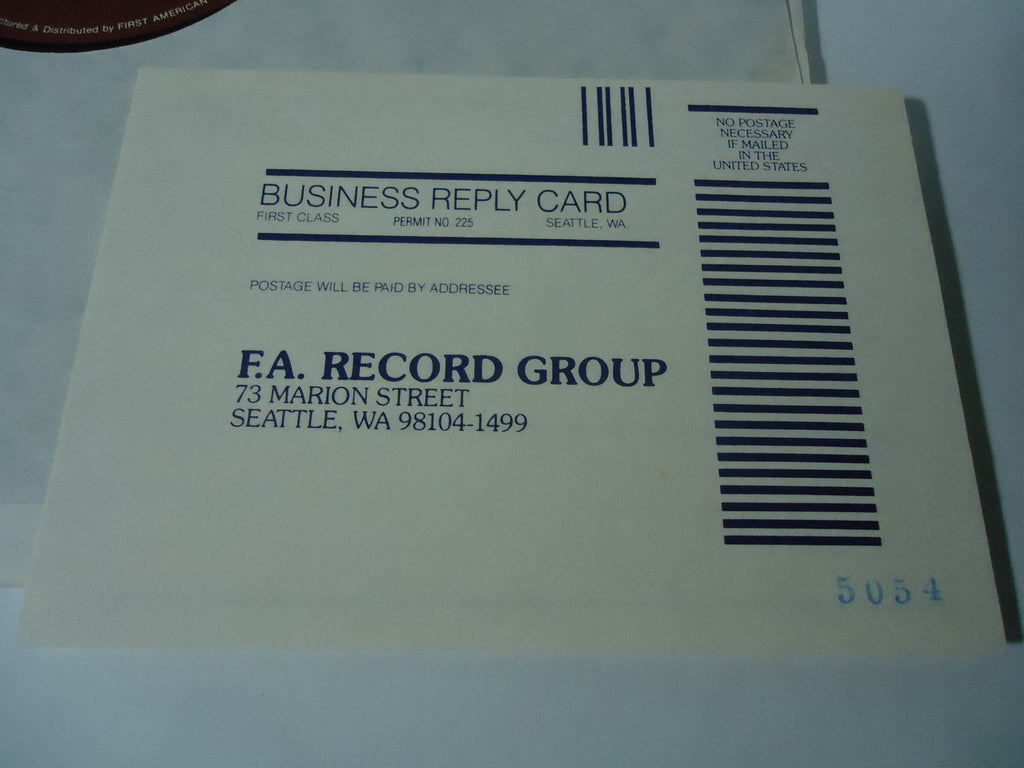 ctured & Distributed by FIRST AMERICAN
NO POSTAGE
NECESSARY
IF MAILED
IN THE
UNITED STATES
BUSINESS REPLY CARD
FIRST CLASS PERMIT NO. 225 SEATTLE, WA.
POSTAGE WILL BE PAID BY ADDRESSEE
F.A. RECORD GROUP
73 MARION STREET
SEATTLE, WA 98104-1499
5054